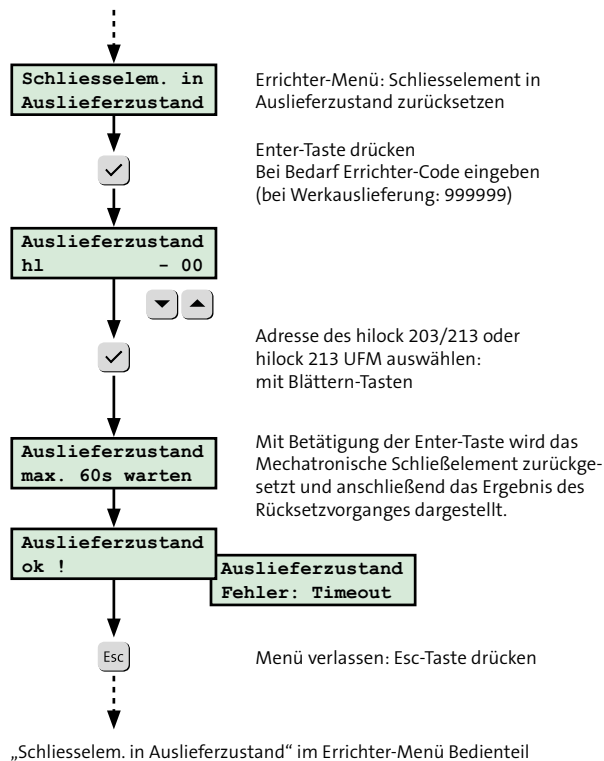 Schliesselem. in
Auslieferzustand
Errichter-Menü: Schliesselement in
Auslieferzustand zurücksetzen
Enter-Taste drücken
Bei Bedarf Errichter-Code eingeben
(bei Werkauslieferung: 999999)
Auslieferzustand
hl - 00
Adresse des hilock 203/213 oder
hilock 213 UFM auswählen:
mit Blättern-Tasten
Auslieferzustand
max. 60s warten
Mit Betätigung der Enter-Taste wird das
Mechatronische Schließelement zurückge-
setzt und anschließend das Ergebnis des
Rücksetzvorganges dargestellt.
Auslieferzustand
ok !
Auslieferzustand
Fehler: Timeout
Esc
Menü verlassen: Esc-Taste drücken
„Schliesselem. in Auslieferzustand“ im Errichter-Menü Bedienteil